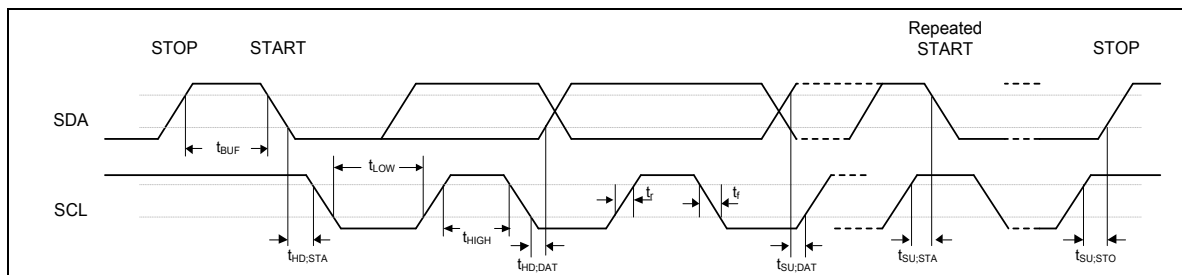 Repeated
STOP START START STOP
SDA
tBUF
tLOW
SCL
tr tf
tHIGH
tHD;STA tHD;DAT tSU;DAT tSU;STA tSU;STO